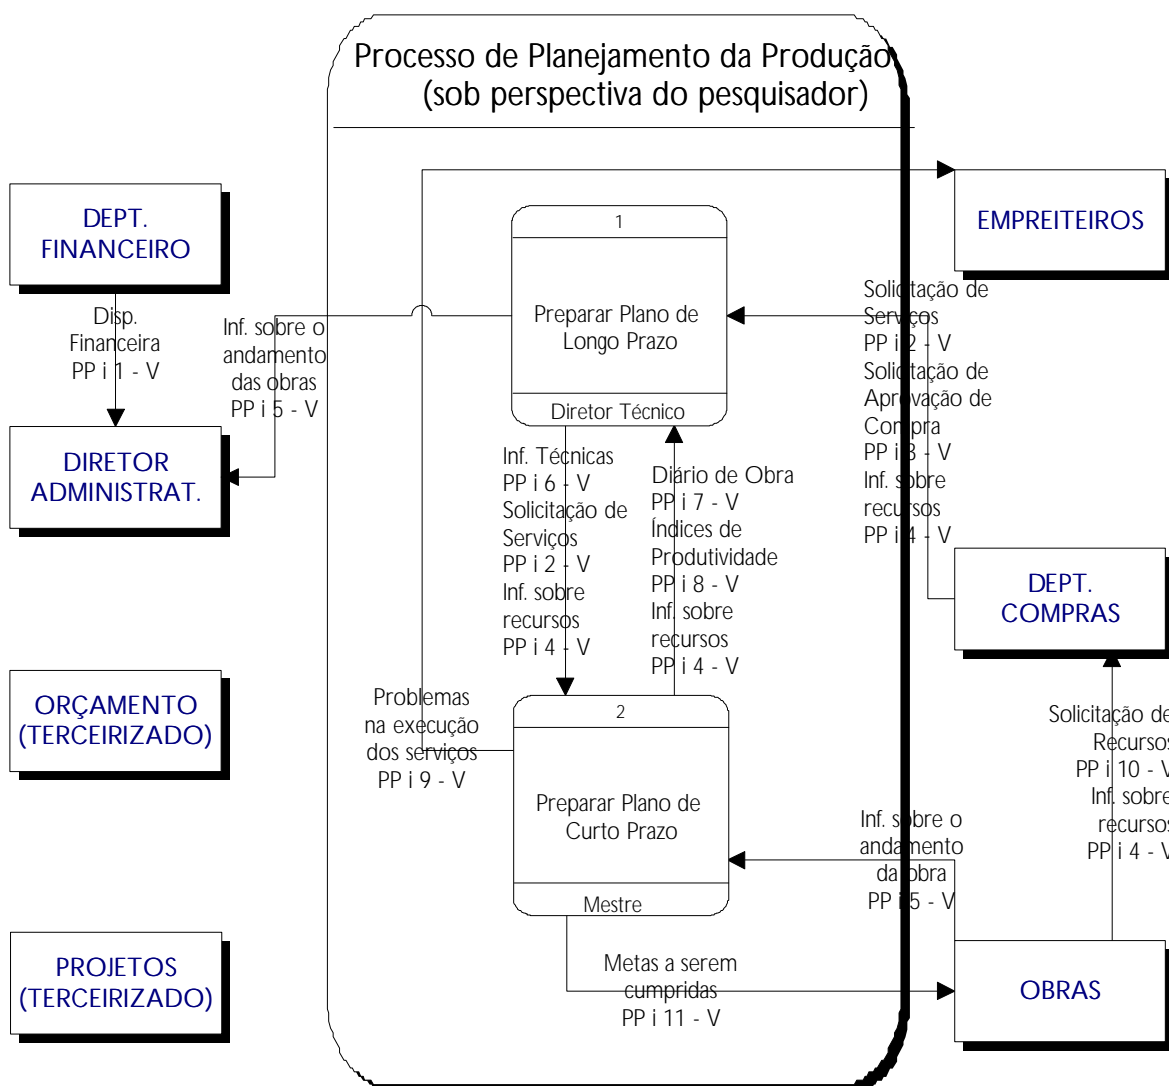 Processo de Planejamento da Produção
(sob perspectiva do pesquisador)
DEPT.
FINANCEIRO
Disp.
Financeira
PP i 1 - V
Inf. sobre o
andamento
das obras
PP i 5 - V
DIRETOR
ADMINISTRAT.
ORÇAMENTO
(TERCEIRIZADO)
PROJETOS
(TERCEIRIZADO)
1
Preparar Plano de
Longo Prazo
Diretor Técnico
Inf. Técnicas
PP i 6 - V
Solicitação de
Serviços
PP i 2 - V
Inf. sobre
recursos
PP i 4 - V
Diário de Obra
PP i 7 - V
Índices de
Produtividade
PP i 8 - V
Inf. sobre
recursos
PP i 4 - V
Problemas
na execução
dos serviços
PP i 9 - V
2
Preparar Plano de
Curto Prazo
Mestre
Metas a serem
cumpridas
PP i 11 - V
EMPREITEIROS
Solicitação de
Serviços
PP i 2 - V
Solicitação de
Aprovação de
Compra
PP i 3 - V
Inf. sobre
recursos
PP i 4 - V
DEPT.
COMPRAS
Solicitação de
Recursos
PP i 10 - V
Inf. sobre
recursos
PP i 4 - V
Inf. sobre o
andamento
da obra
PP i 5 - V
OBRAS